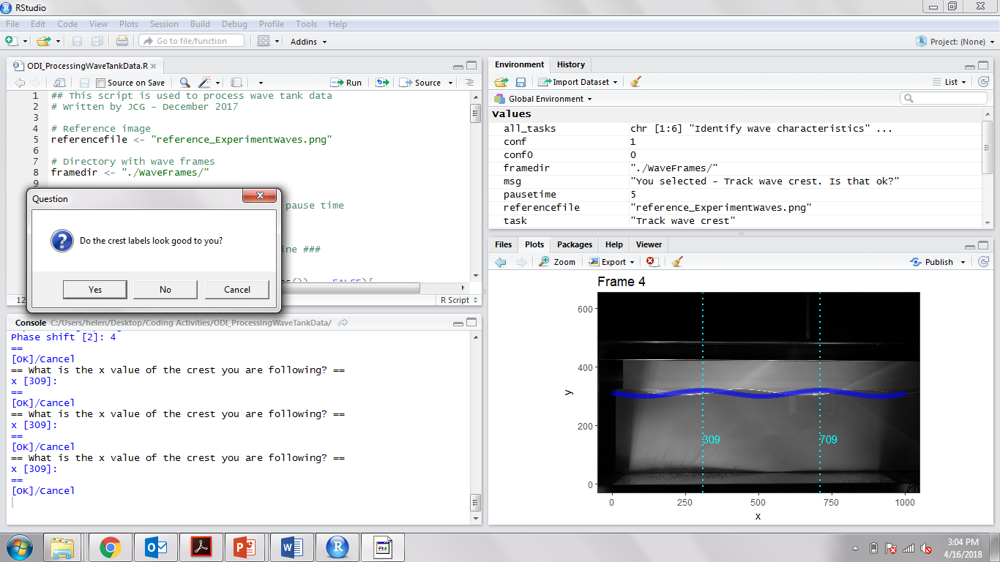 RStudio
File Edit Code View Plots Session Build Debug Profile Tools Help
Go to file/function Addins Project: (None)
ODI_ProcessingWaveTankData.R
Source on Save Run Source
1 ## This script is used to process wave tank data
2 # Written by JCG - December 2017
3
4 # Reference image
5 referencefile <- "reference_ExperimentWaves.png"
6
7 # Directory with wave frames
8 framedir <- "./WaveFrames/"
9
pause time
ine ###
Question
Do the crest labels look good to you?
Yes No Cancel
12 R Script
Console C:/Users/helen/Desktop/Coding Activities/ODI_ProcessingWaveTankData/
Phase shift [2]: 4
==
[OK]/Cancel
== What is the x value of the crest you are following? ==
x [309]:
==
[OK]/Cancel
== What is the x value of the crest you are following? ==
x [309]:
==
[OK]/Cancel
== What is the x value of the crest you are following? ==
x [309]:
==
[OK]/Cancel
Environment History
Import Dataset List
Global Environment
Values
all_tasks chr [1:6] "Identify wave characteristics" ...
conf 1
conf0 0
framedir "./WaveFrames/"
msg "You selected - Track wave crest. Is that ok?"
pausetime 5
referencefile "reference_ExperimentWaves.png"
task "Track wave crest"
Files Plots Packages Help Viewer
Zoom Export Publish
Frame 4
600
400
y
200
309 709
0
0 250 500 750 1000
x
3:04 PM
4/16/2018